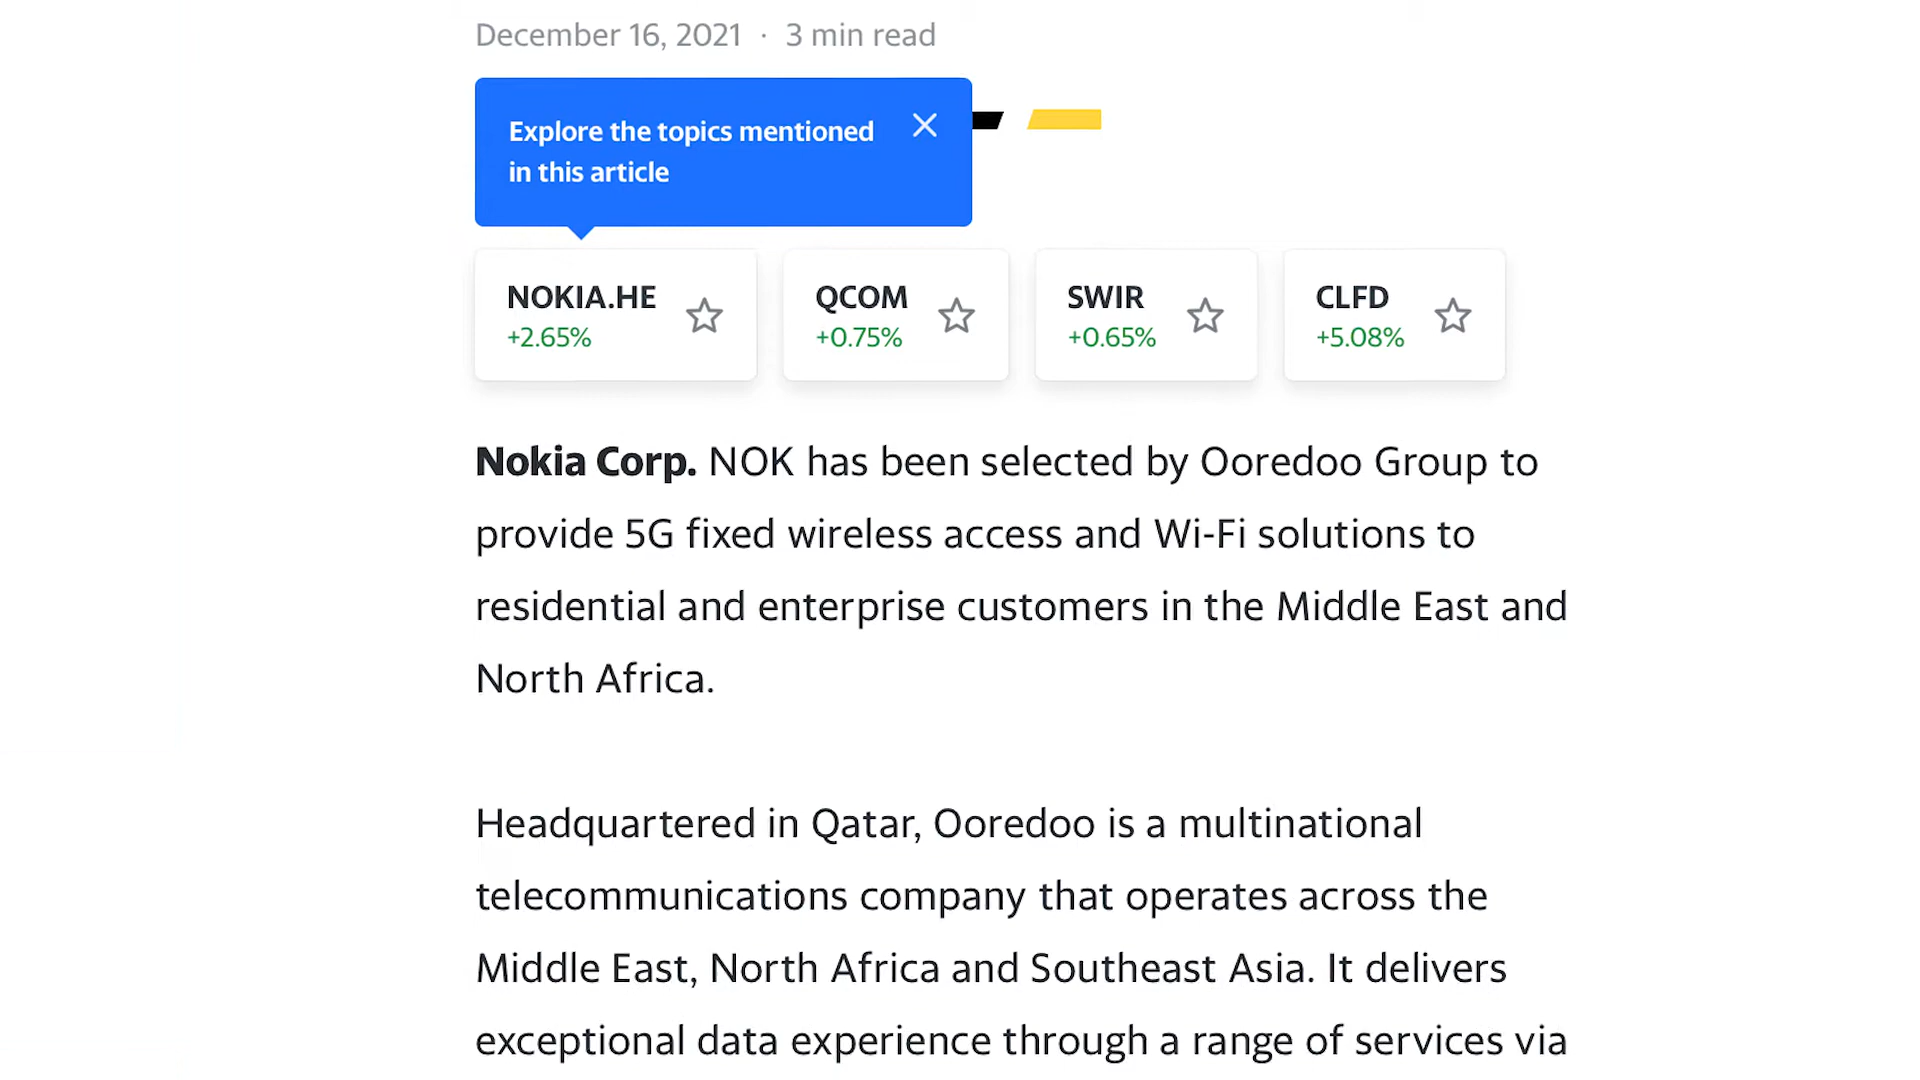 December 16, 2021 · 3 min read
Explore the topics mentioned
in this article
NOKIA.HE
+2.65%
QCOM
+0.75%
SWIR
+0.65%
CLFD
+5.08%
Nokia Corp. NOK has been selected by Ooredoo Group to
provide 5G fixed wireless access and Wi-Fi solutions to
residential and enterprise customers in the Middle East and
North Africa.
Headquartered in Qatar, Ooredoo is a multinational
telecommunications company that operates across the
Middle East, North Africa and Southeast Asia. It delivers
exceptional data experience through a range of services via